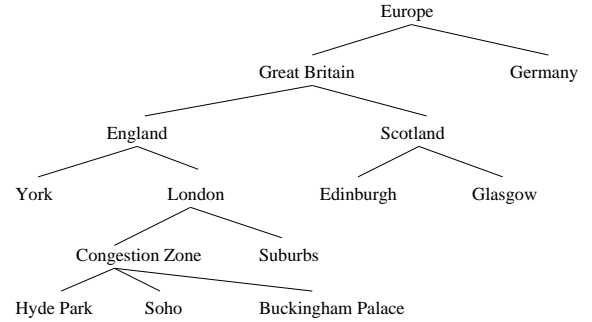 Europe
Great Britain Germany
England Scotland
York London Edinburgh Glasgow
Congestion Zone Suburbs
Hyde Park Soho Buckingham Palace